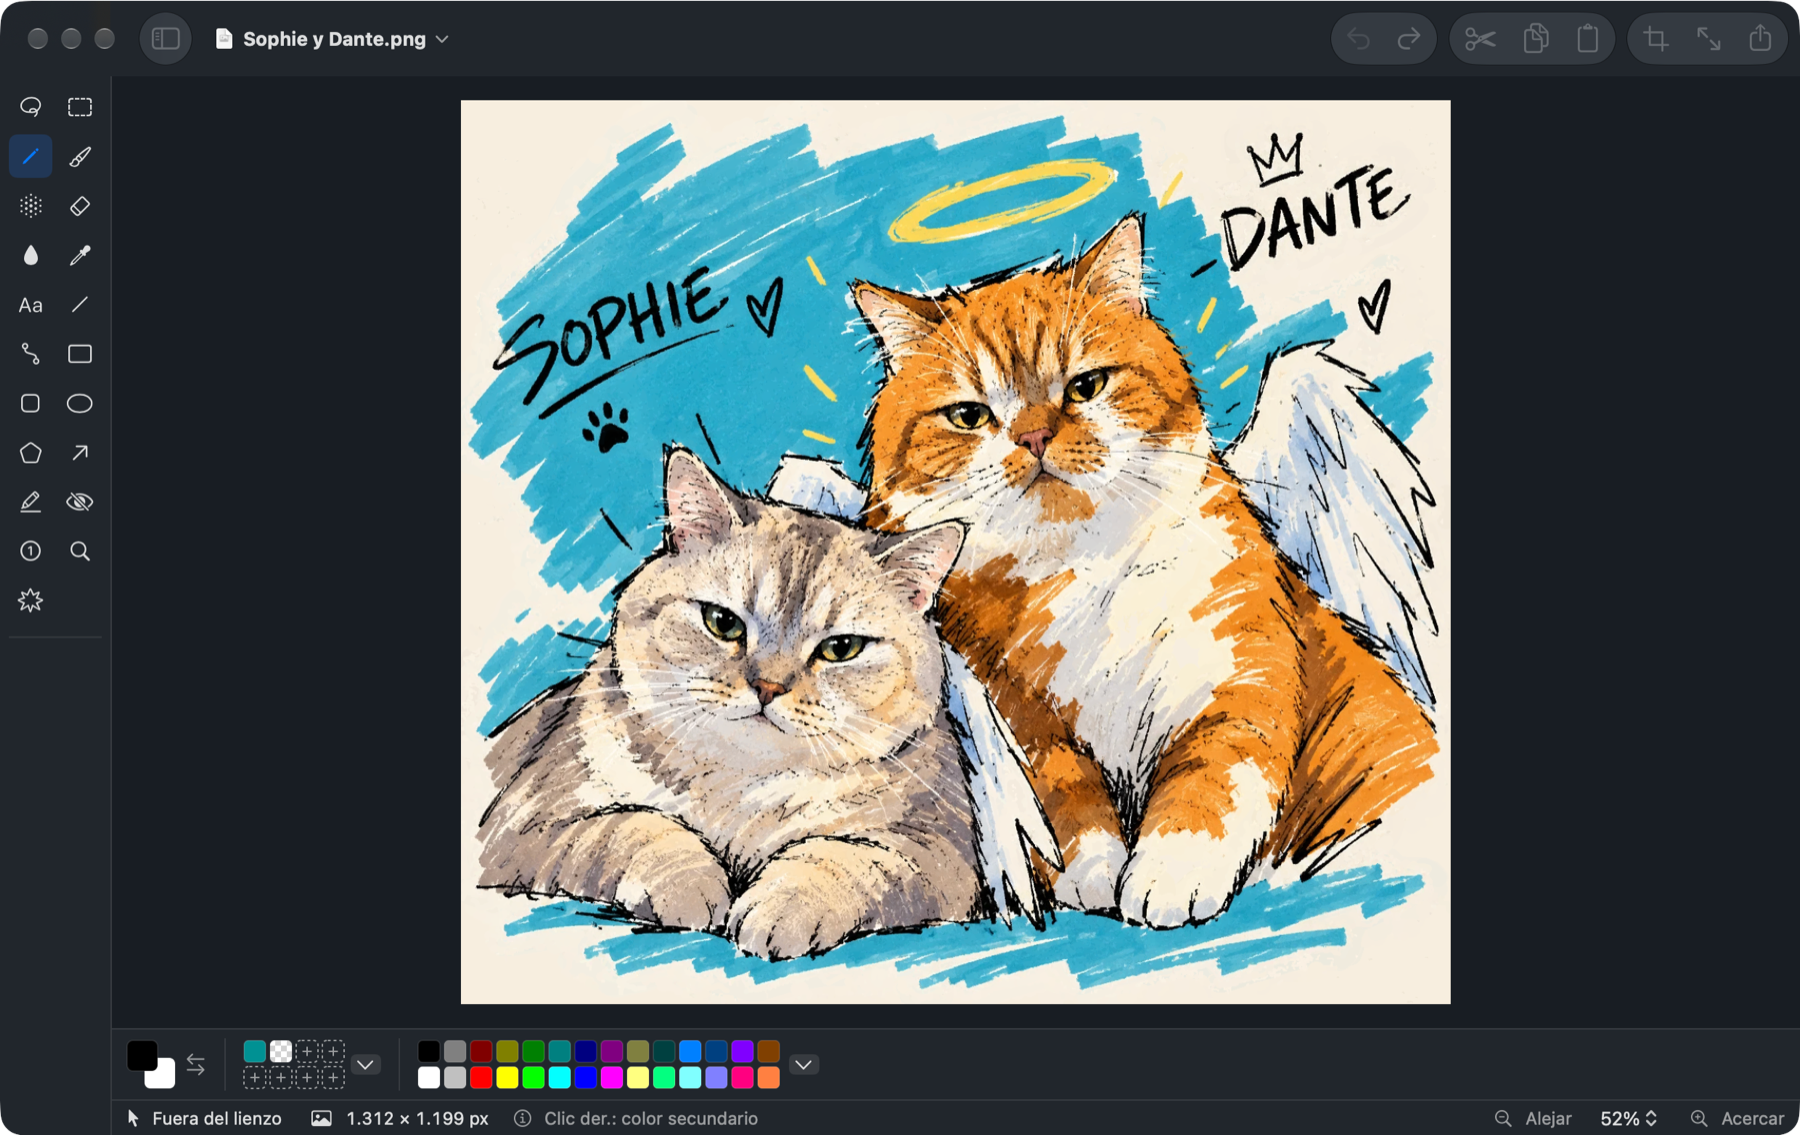 Sophie y Dante.png
DANTE
SOPHIE
Aa
1
Fuera del lienzo
1.312 × 1.199 px
Clic der.: color secundario
Alejar
52%
Acercar